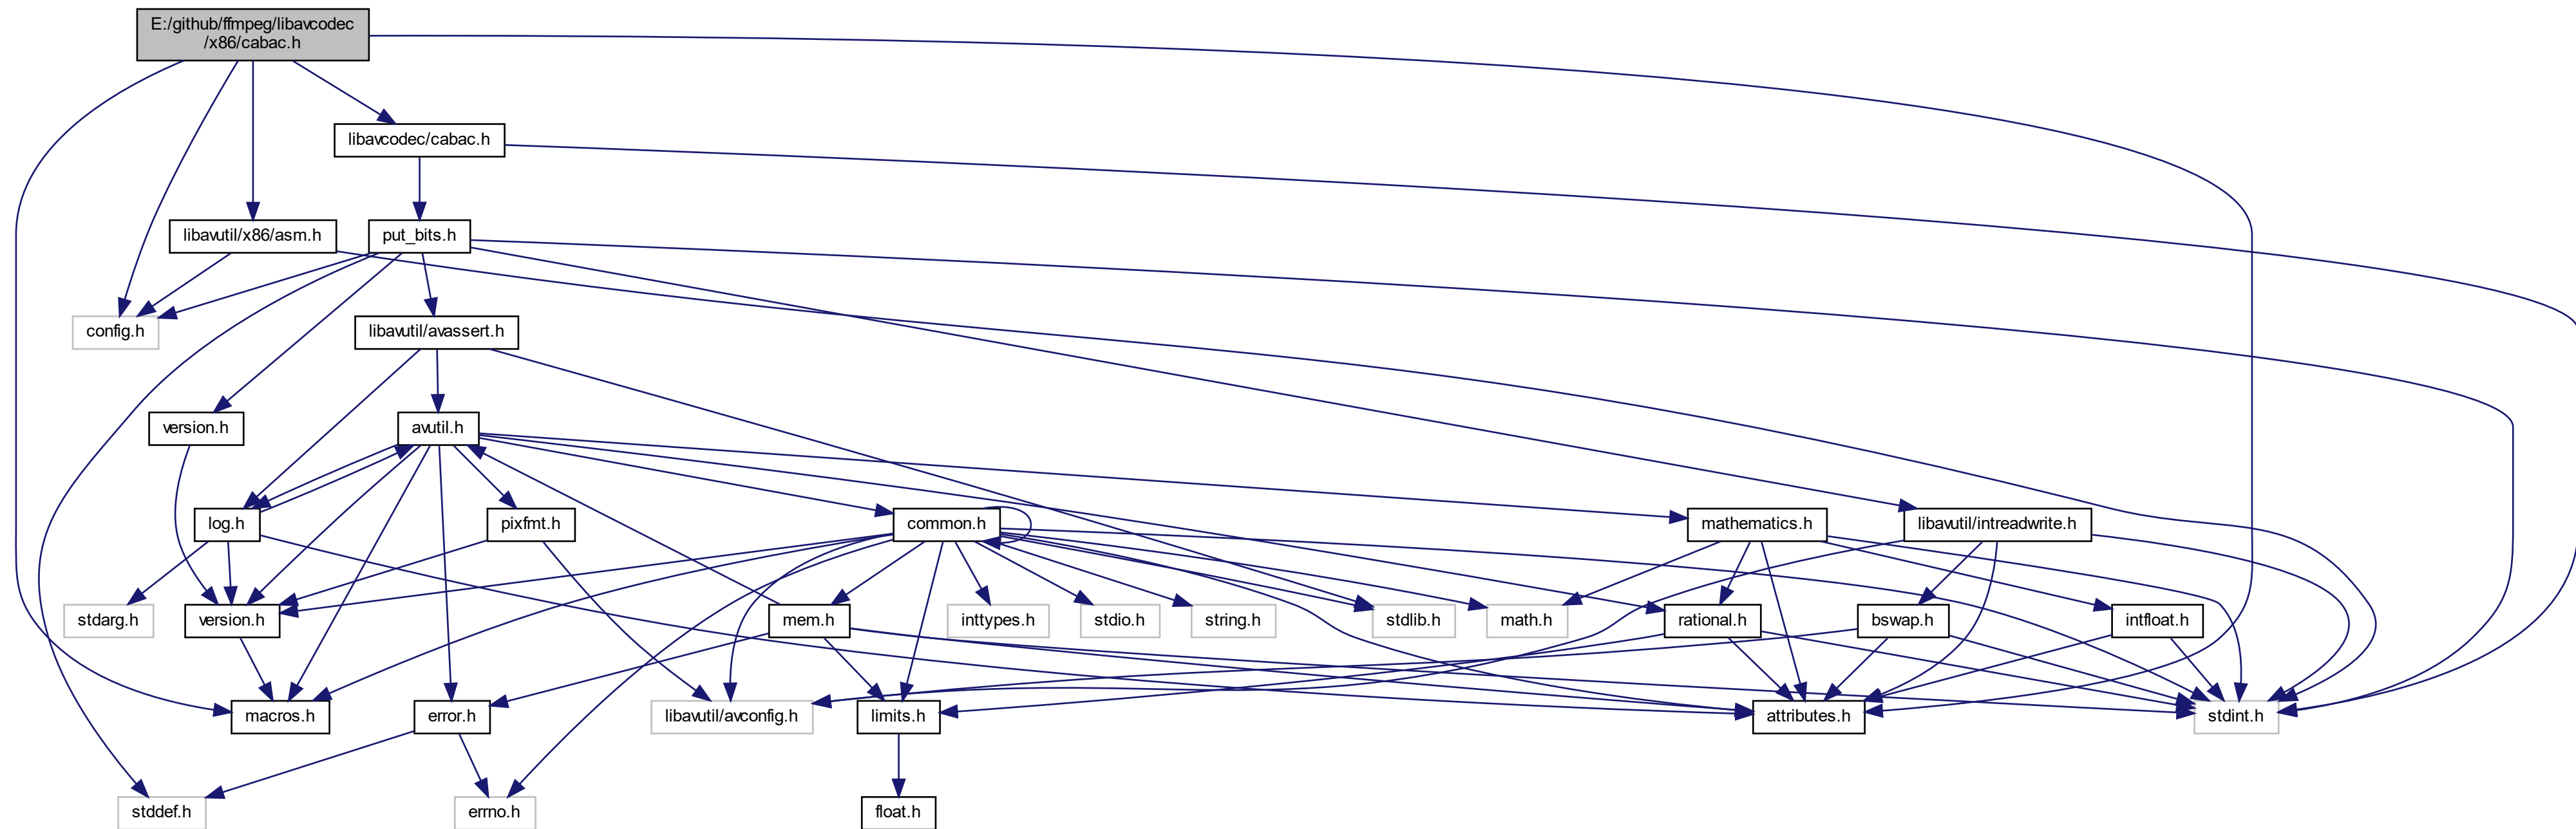 E:/github/ffmpeg/libavcodec
/x86/cabac.h
libavcodec/cabac.h
libavutil/x86/asm.h
put_bits.h
config.h
libavutil/avassert.h
version.h
avutil.h
log.h
pixfmt.h
common.h
mathematics.h
libavutil/intreadwrite.h
stdarg.h
version.h
mem.h
inttypes.h
stdio.h
string.h
stdlib.h
math.h
rational.h
bswap.h
intfloat.h
macros.h
error.h
libavutil/avconfig.h
limits.h
attributes.h
stdint.h
stddef.h
errno.h
float.h